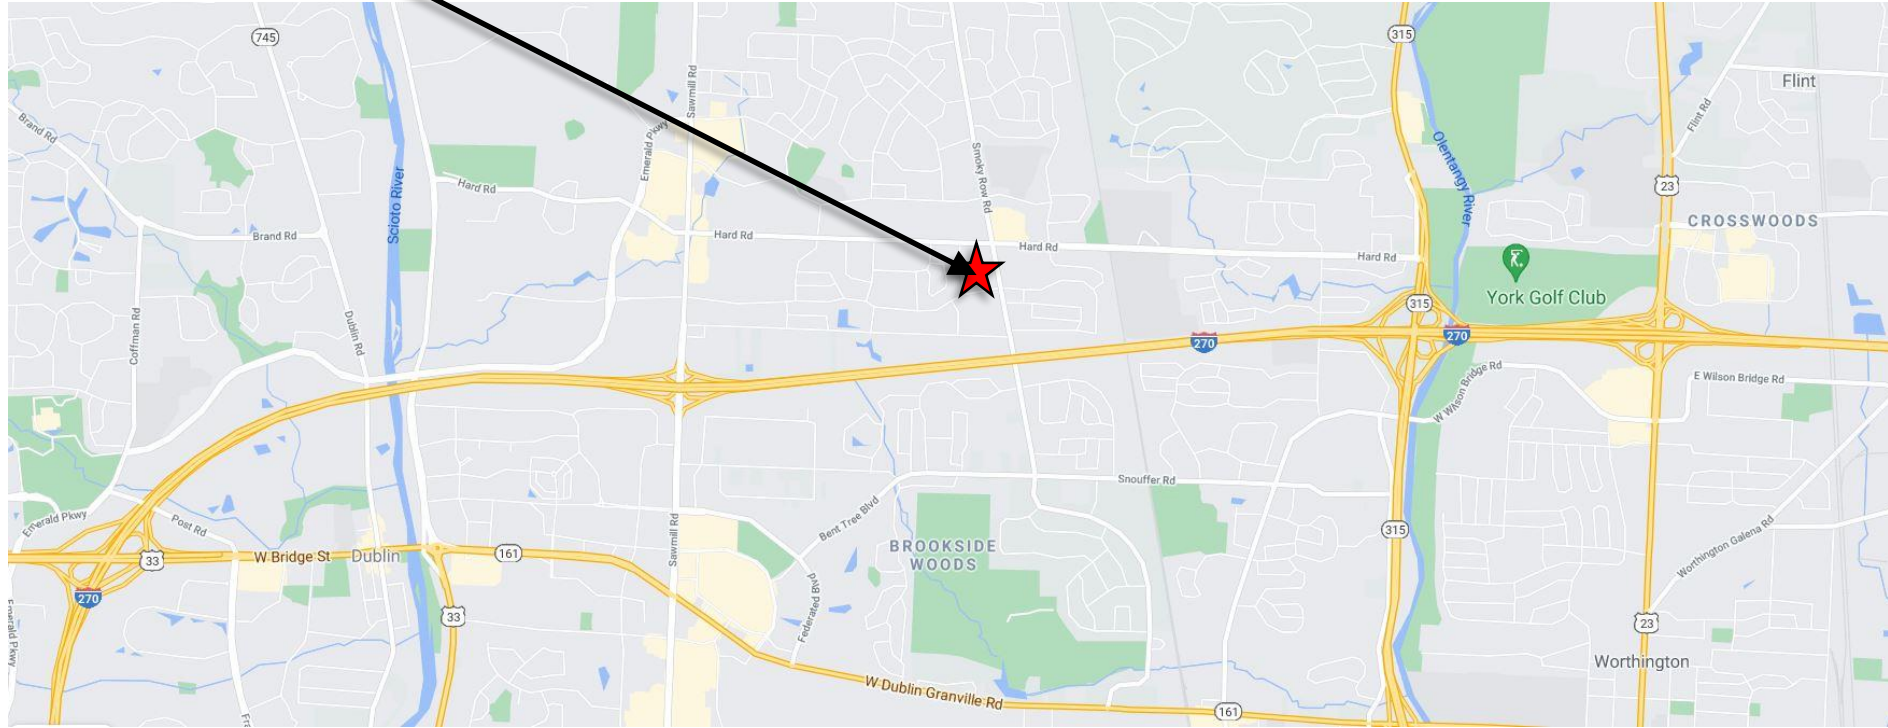 745
315
Flint
Sawmill Rd
Brand Rd
Flint Rd
Emerald Pkwy
Smoky Row Rd
Olentangy River
Hard Rd
23
Scioto River
CROSSWOODS
Brand Rd
Hard Rd
Hard Rd
Hard Rd
York Golf Club
315
Coffman Rd
Dublin Rd
270
270
W Wilson Bridge Rd
E Wilson Bridge Rd
Snouffer Rd
Emerald Pkwy
Post Rd
Bent Tree Blvd
315
Sawmill Rd
BROOKSIDE
WOODS
Worthington Galena Rd
33
W Bridge St
Dublin
161
270
Federated Blvd
33
23
Emerald Pkwy
Worthington
W Dublin Granville Rd
161